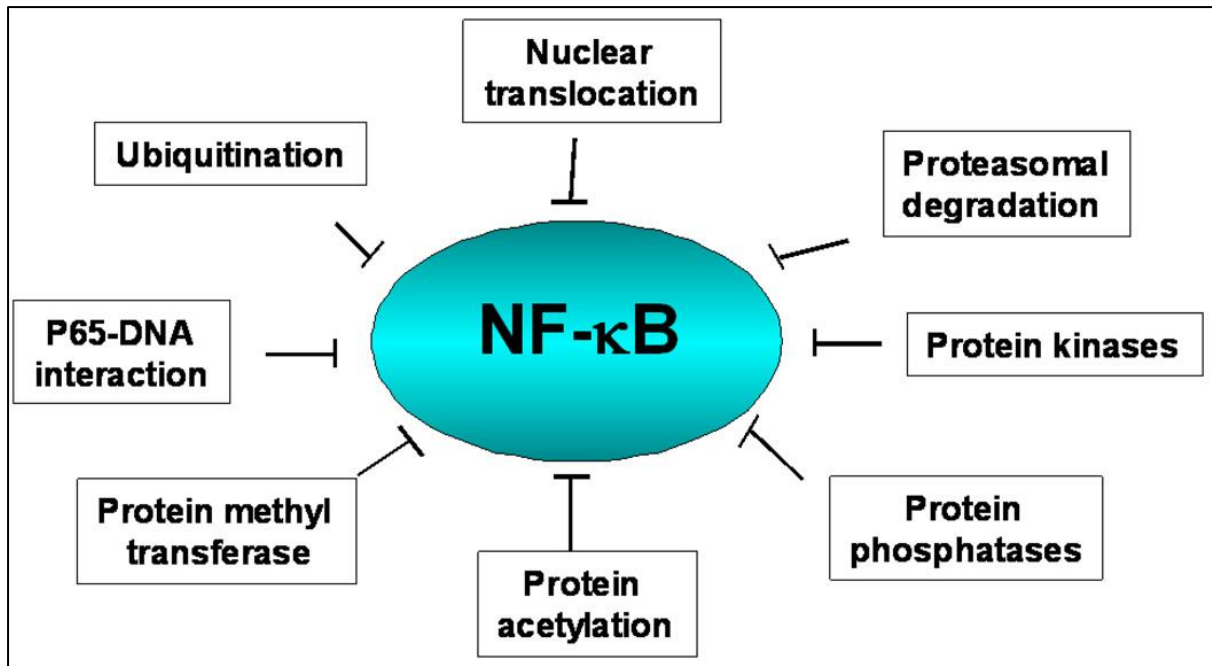 Nuclear
translocation
Ubiquitination
Proteasomal
degradation
NF-κB
P65-DNA
interaction
Protein kinases
Protein methyl
transferase
Protein
phosphatases
Protein
acetylation